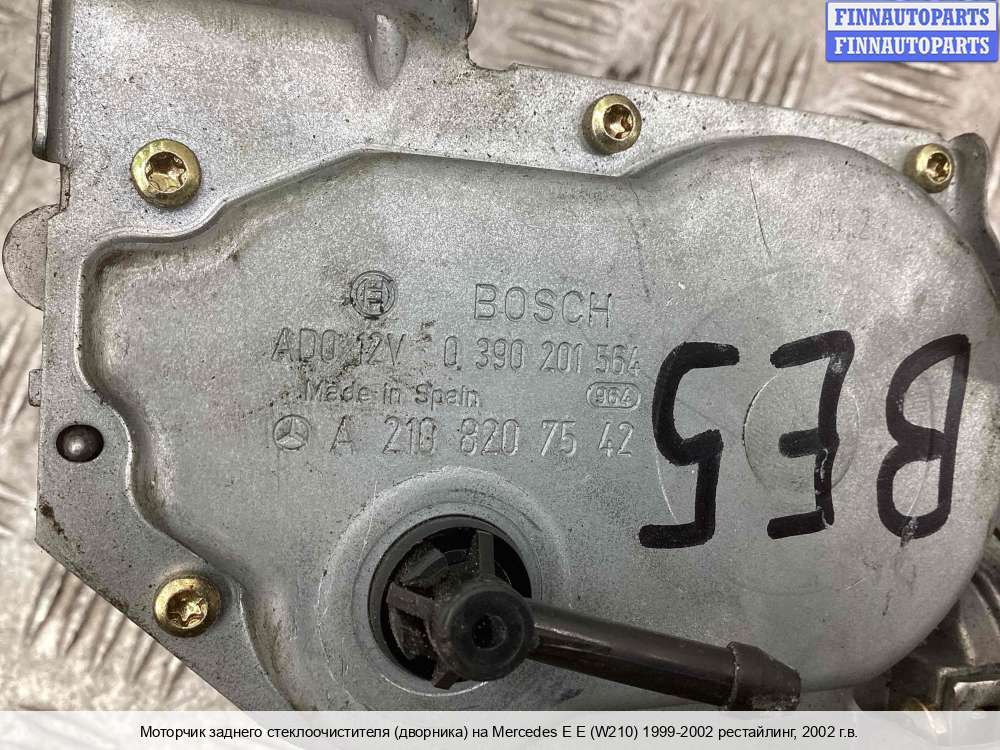 FINNAUTOPARTS
FINNAUTOPARTS
BOSCH
ADO 12V 0 390 201 564
Made in Spain 964
A 210 820 75 42
BE5
Моторчик заднего стеклоочистителя (дворника) на Mercedes E E (W210) 1999-2002 рестайлинг, 2002 г.в.